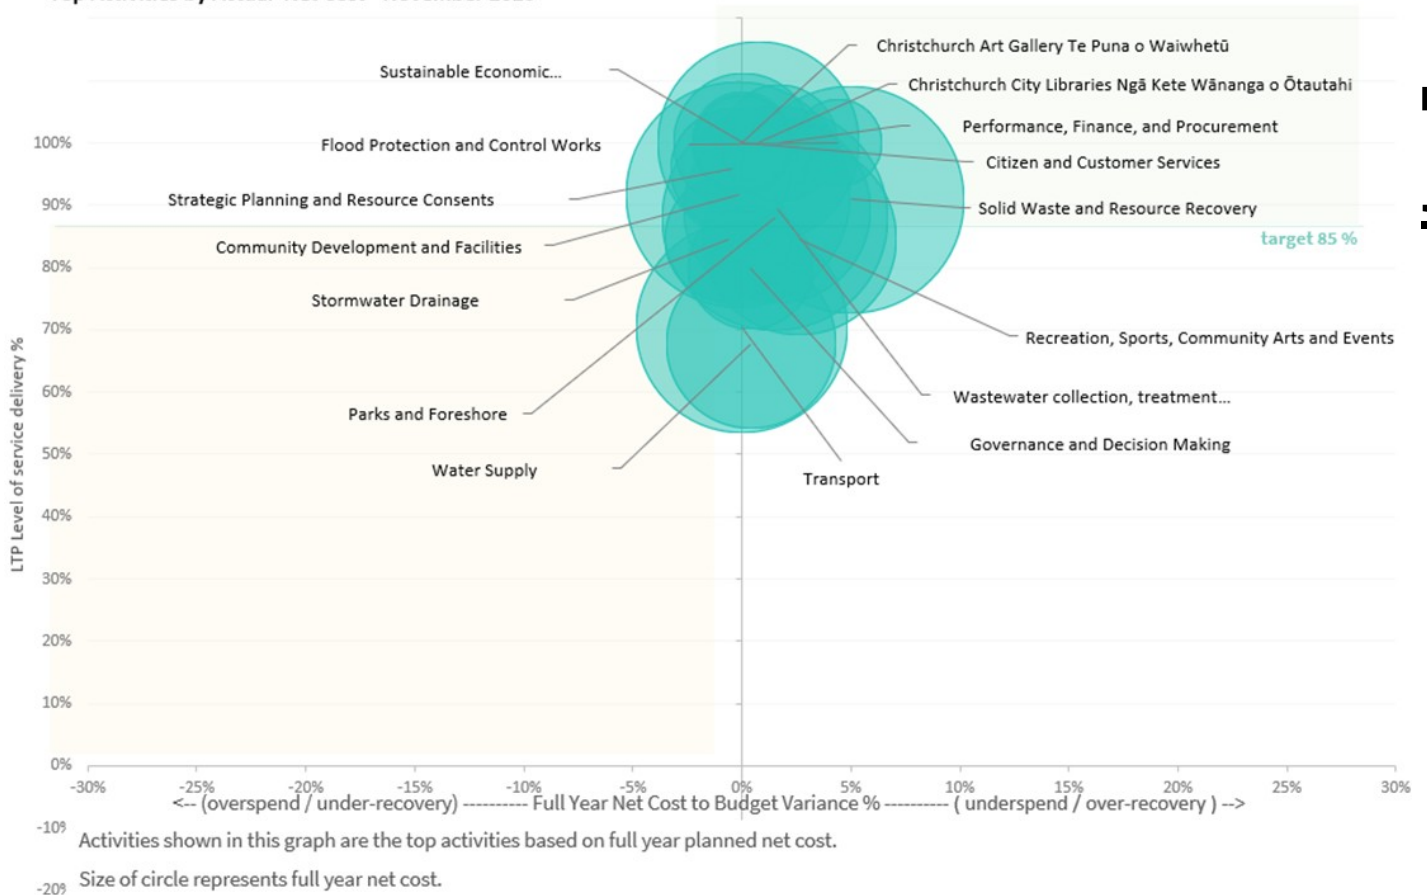 Christchurch Art Gallery Te Puna o Waiwhetū
Sustainable Economic...
Christchurch City Libraries Ngā Kete Wānanga o Ōtautahi
Performance, Finance, and Procurement
100%
Flood Protection and Control Works
Citizen and Customer Services
Strategic Planning and Resource Consents
90%
Solid Waste and Resource Recovery
target 85 %
Community Development and Facilities
80%
Stormwater Drainage
70%
Recreation, Sports, Community Arts and Events
LTP Level of service delivery %
60%
Wastewater collection, treatment...
Parks and Foreshore
Governance and Decision Making
50%
Water Supply
Transport
40%
30%
20%
10%
0%
-30% -25% -20% -15% -10% -5% 0% 5% 10% 15% 20% 25% 30%
<-- (overspend / under-recovery) ---------- Full Year Net Cost to Budget Variance % ---------- ( underspend / over-recovery ) -->
-10%
Activities shown in this graph are the top activities based on full year planned net cost.
Size of circle represents full year net cost.
-20%